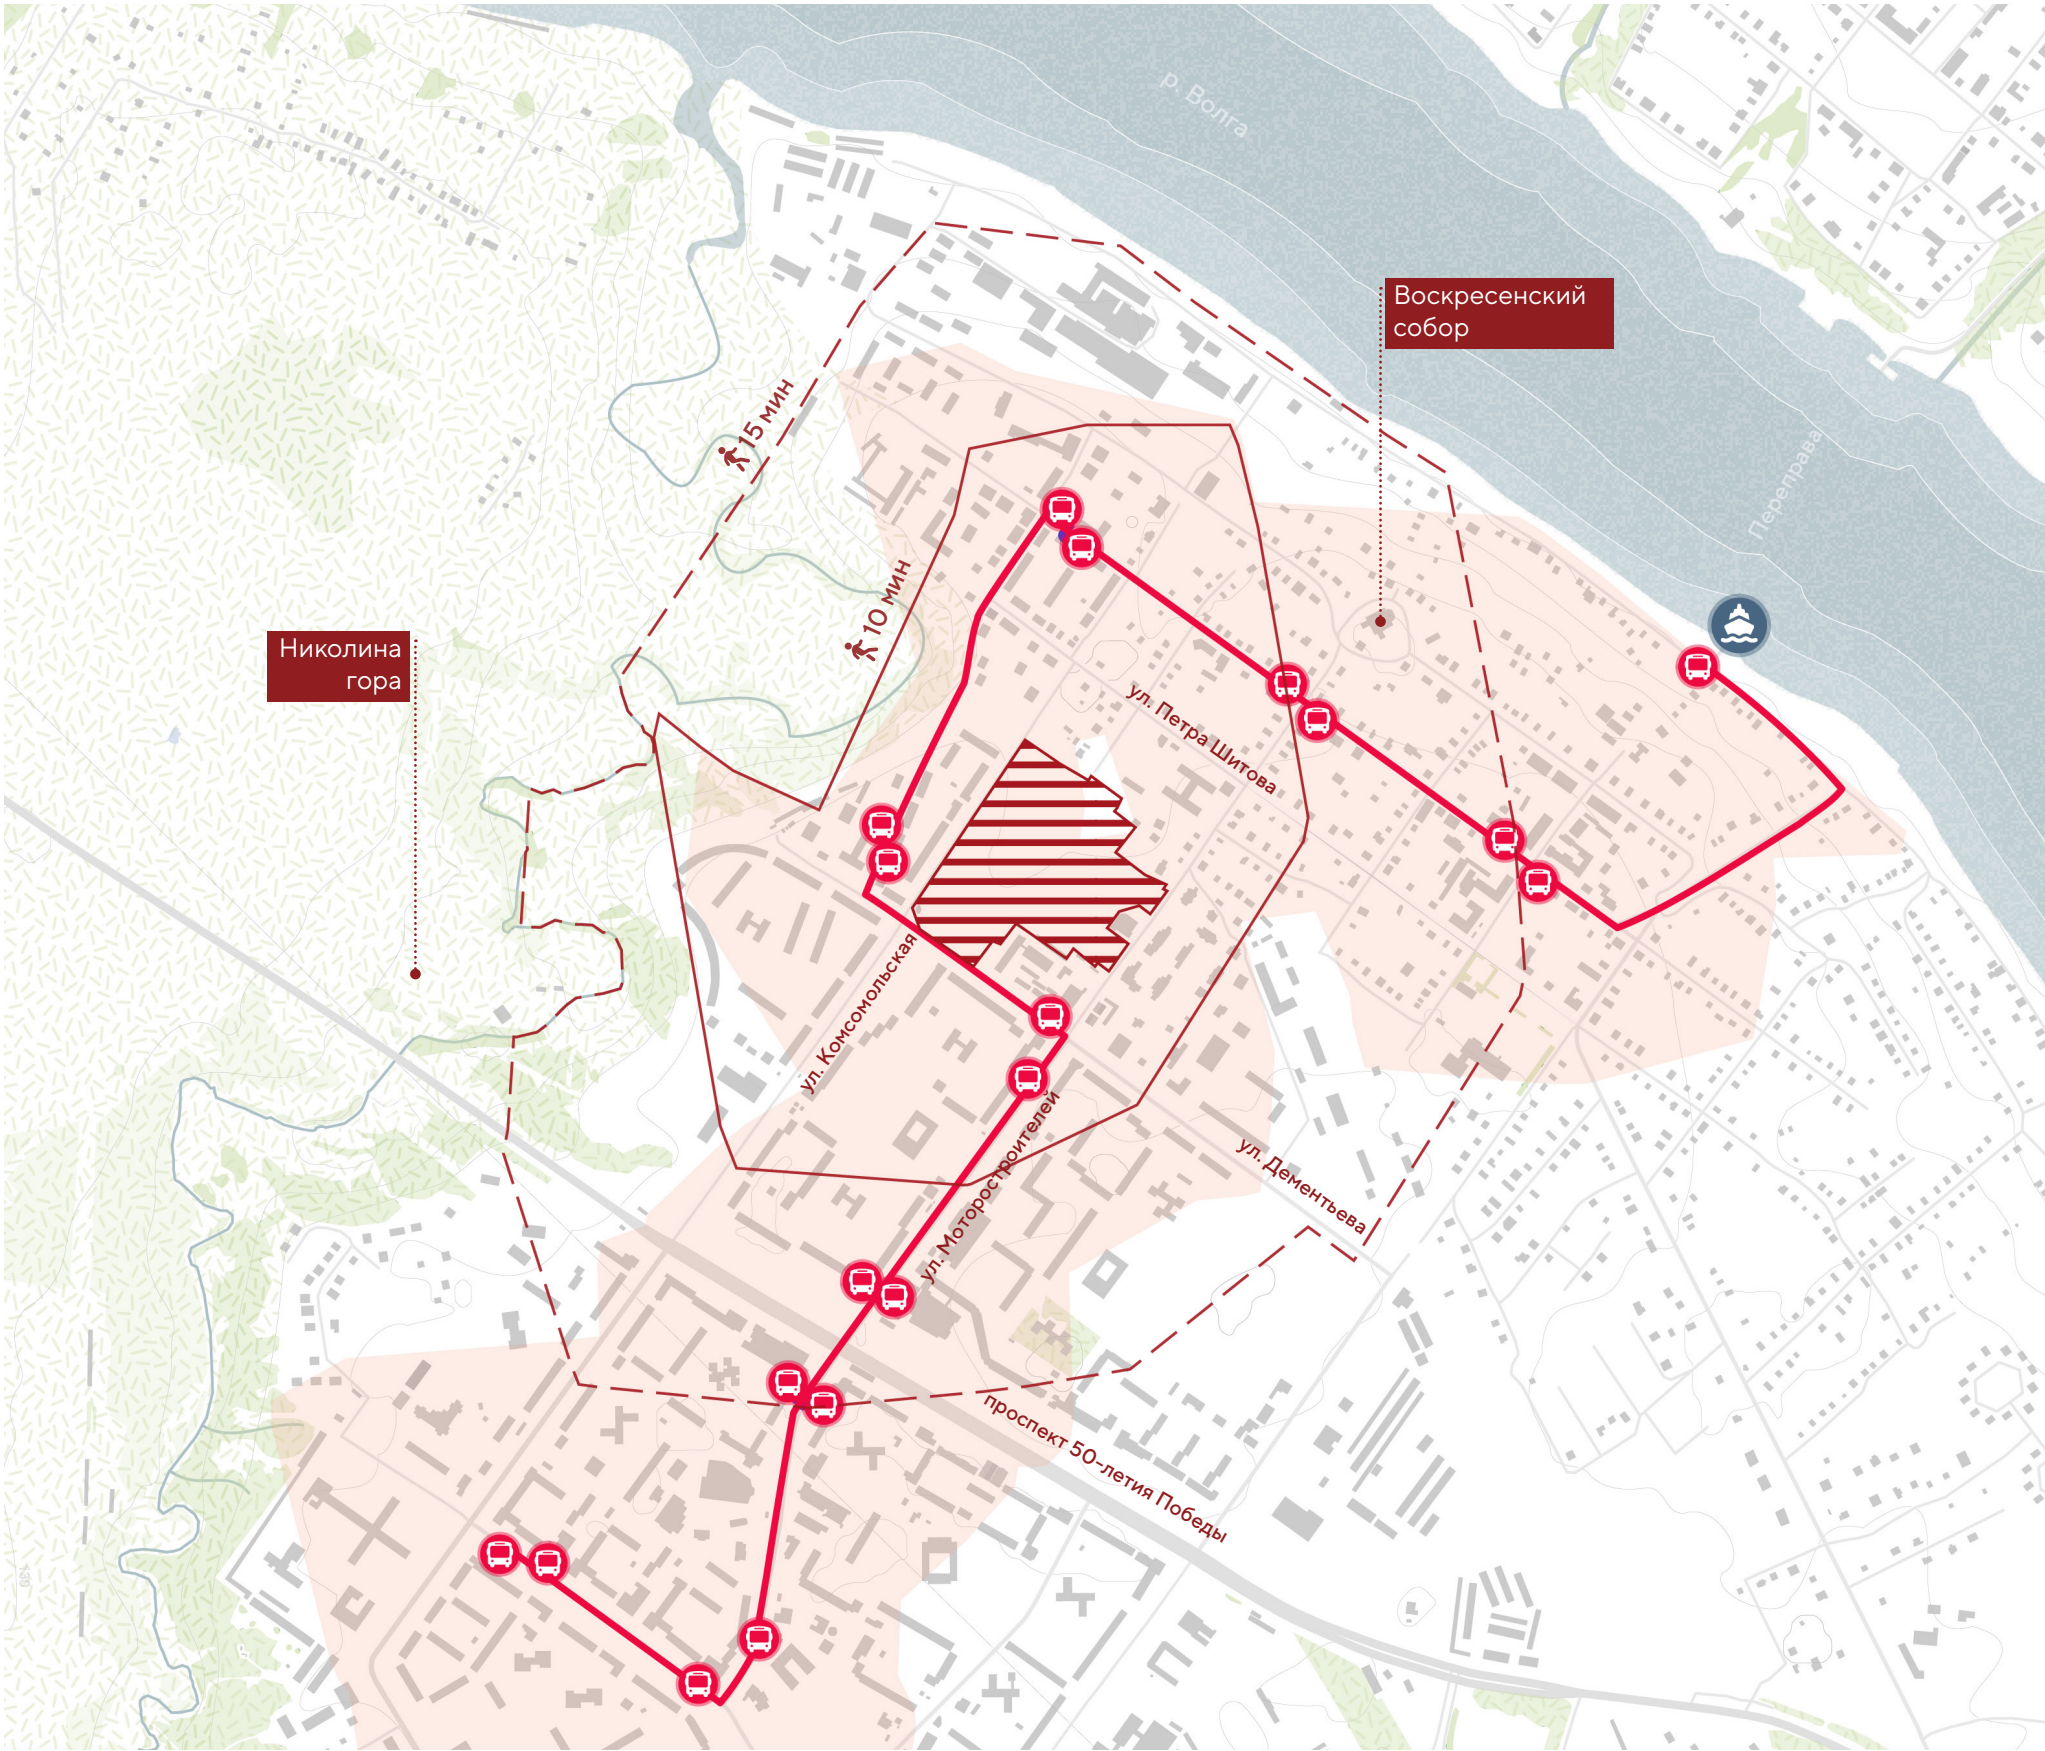 р. Волга
Воскресенский
собор
15 мин
Переправа
10 мин
Николина
гора
ул. Петра Шитова
ул. Комсомольская
ул. Моторостроителей
ул. Дементьева
проспект 50-летия Победы